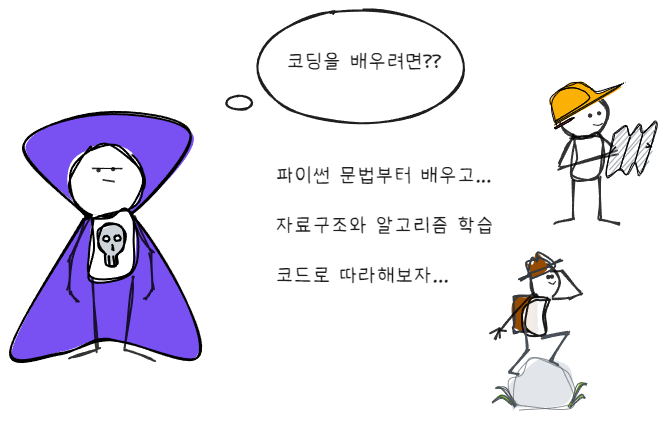 코딩을 배우려면??
파이썬 문법부터 배우고...
자료구조와 알고리즘 학습
코드로 따라해보자...